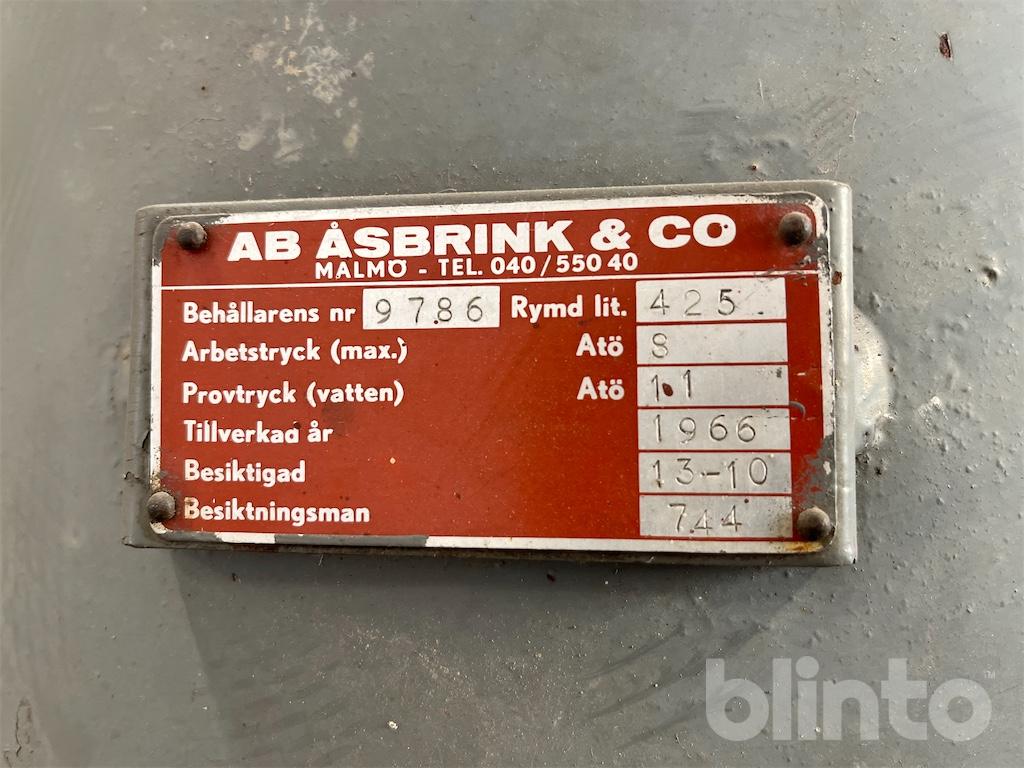 AB ÅSBRINK & CO
MALMÖ - TEL. 040/550 40
Behållarens nr 9786 Rymd lit. 425
Arbetstryck (max.) Atö 8
Provtryck (vatten) Atö 11
Tillverkad år 1966
Besiktigad 13-10
Besiktningsman 744
blinto™